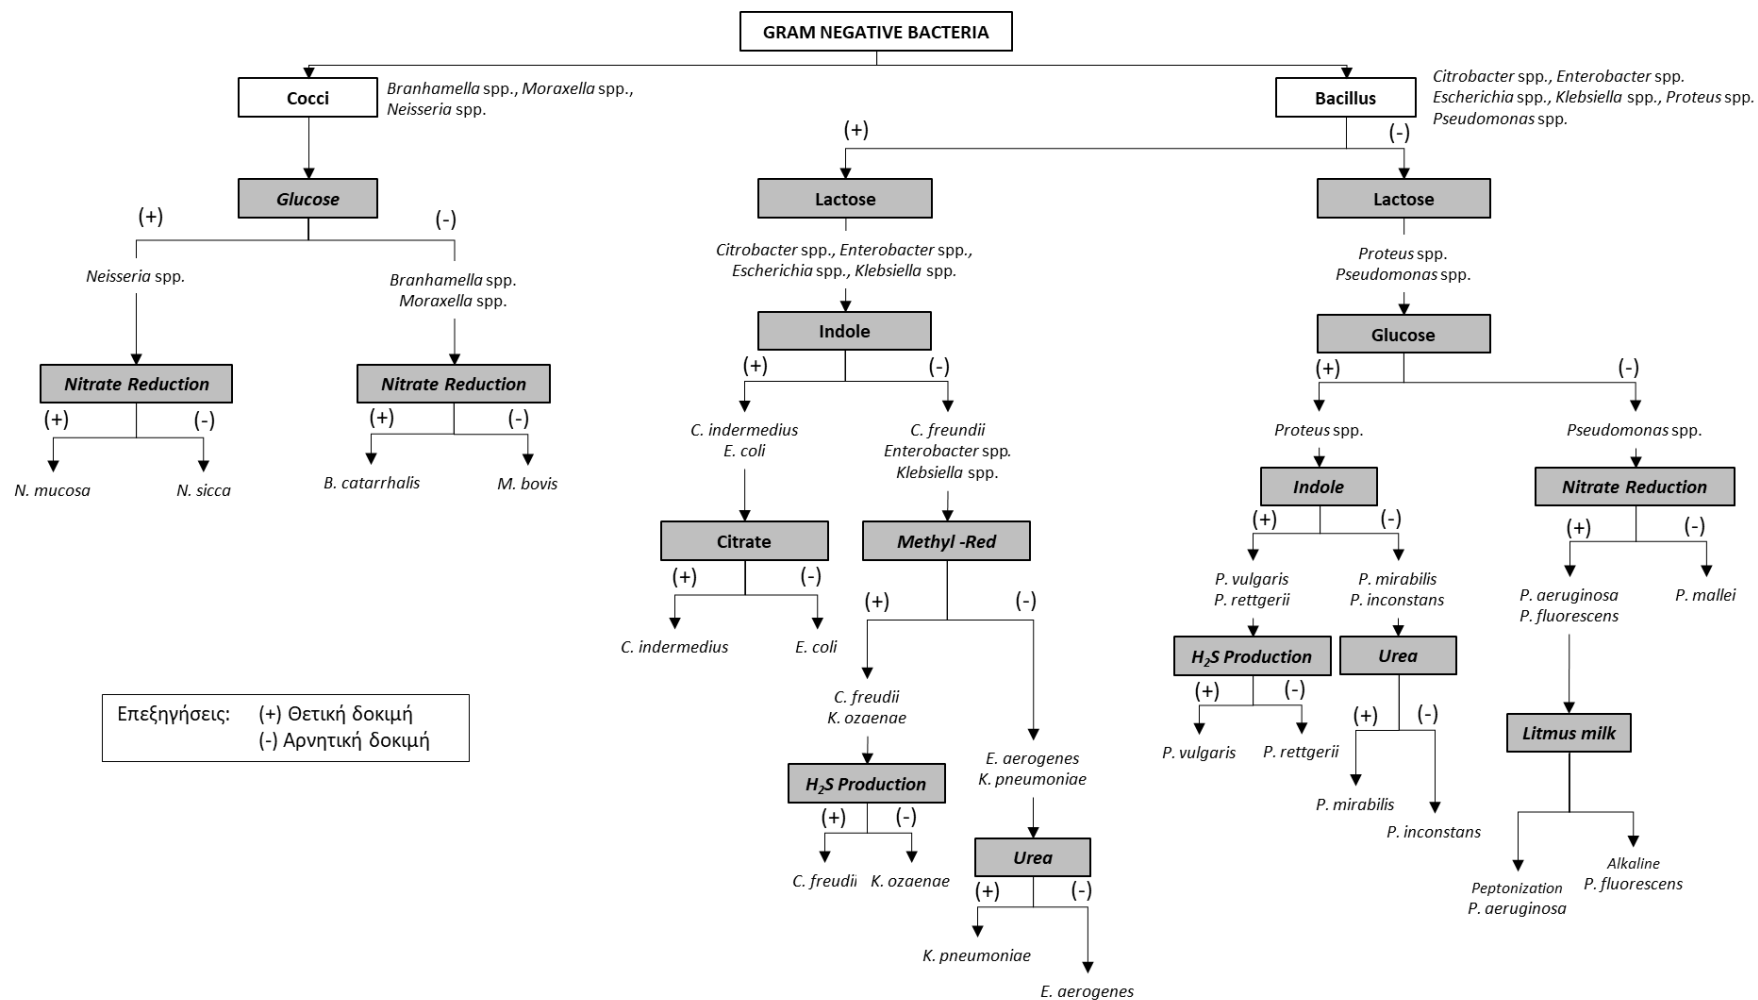 GRAM NEGATIVE BACTERIA
Cocci
Branhamella spp., Moraxella spp.,
Neisseria spp.
Bacillus
Citrobacter spp., Enterobacter spp.
Escherichia spp., Klebsiella spp., Proteus spp.
Pseudomonas spp.
(+)
(-)
Glucose
(+)
(-)
Neisseria spp.
Branhamella spp.
Moraxella spp.
Nitrate Reduction
(+)
(-)
N. mucosa
N. sicca
Nitrate Reduction
(+)
(-)
B. catarrhalis
M. bovis
Lactose
Citrobacter spp., Enterobacter spp.,
Escherichia spp., Klebsiella spp.
Indole
(+)
(-)
C. indermedius
E. coli
C. freundii
Enterobacter spp.
Klebsiella spp.
Citrate
(+)
(-)
C. indermedius
E. coli
Methyl -Red
(+)
(-)
C. freudii
K. ozaenae
H₂S Production
(+)
(-)
C. freudii
K. ozaenae
E. aerogenes
K. pneumoniae
Urea
(+)
(-)
K. pneumoniae
E. aerogenes
Lactose
Proteus spp.
Pseudomonas spp.
Glucose
(+)
(-)
Proteus spp.
Pseudomonas spp.
Indole
(+)
(-)
P. vulgaris
P. rettgerii
P. mirabilis
P. inconstans
H₂S Production
(+)
(-)
P. vulgaris
P. rettgerii
Urea
(+)
(-)
P. mirabilis
P. inconstans
Nitrate Reduction
(+)
(-)
P. aeruginosa
P. fluorescens
P. mallei
Litmus milk
Peptonization
P. aeruginosa
Alkaline
P. fluorescens
Επεξηγήσεις: (+) Θετική δοκιμή
(-) Αρνητική δοκιμή